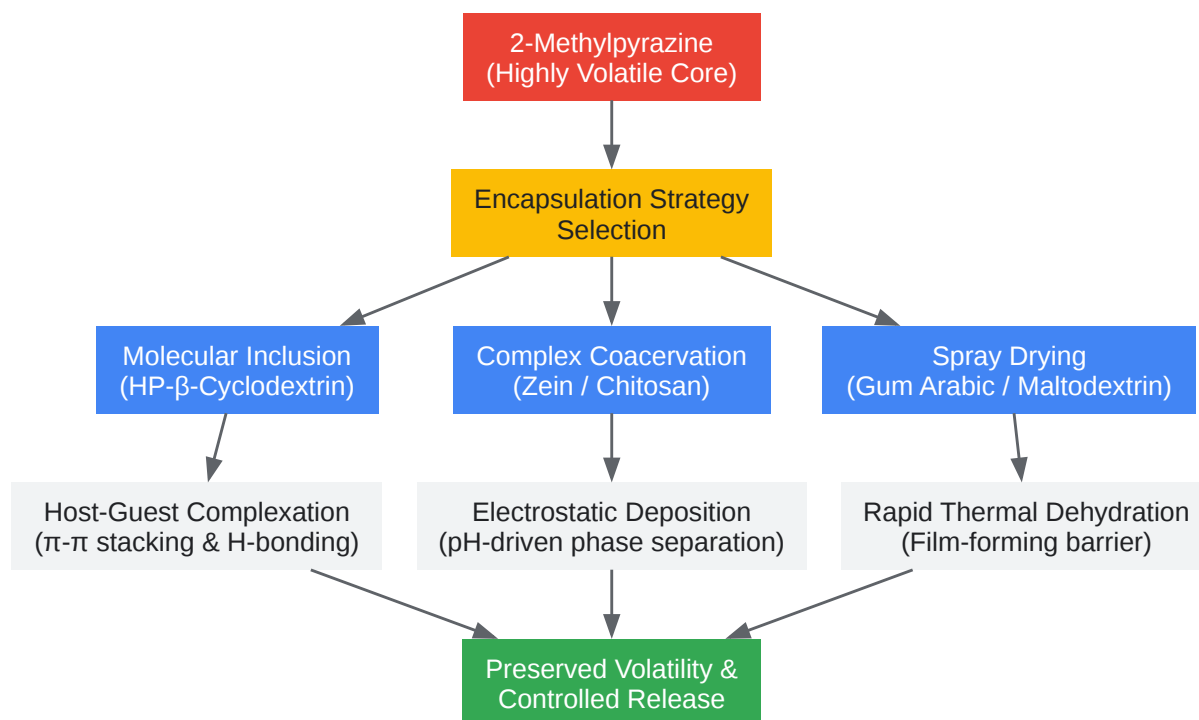 2-Methylpyrazine
(Highly Volatile Core)
Encapsulation Strategy
Selection
Molecular Inclusion
(HP-β-Cyclodextrin)
Complex Coacervation
(Zein / Chitosan)
Spray Drying
(Gum Arabic / Maltodextrin)
Host-Guest Complexation
(π-π stacking & H-bonding)
Electrostatic Deposition
(pH-driven phase separation)
Rapid Thermal Dehydration
(Film-forming barrier)
Preserved Volatility &
Controlled Release